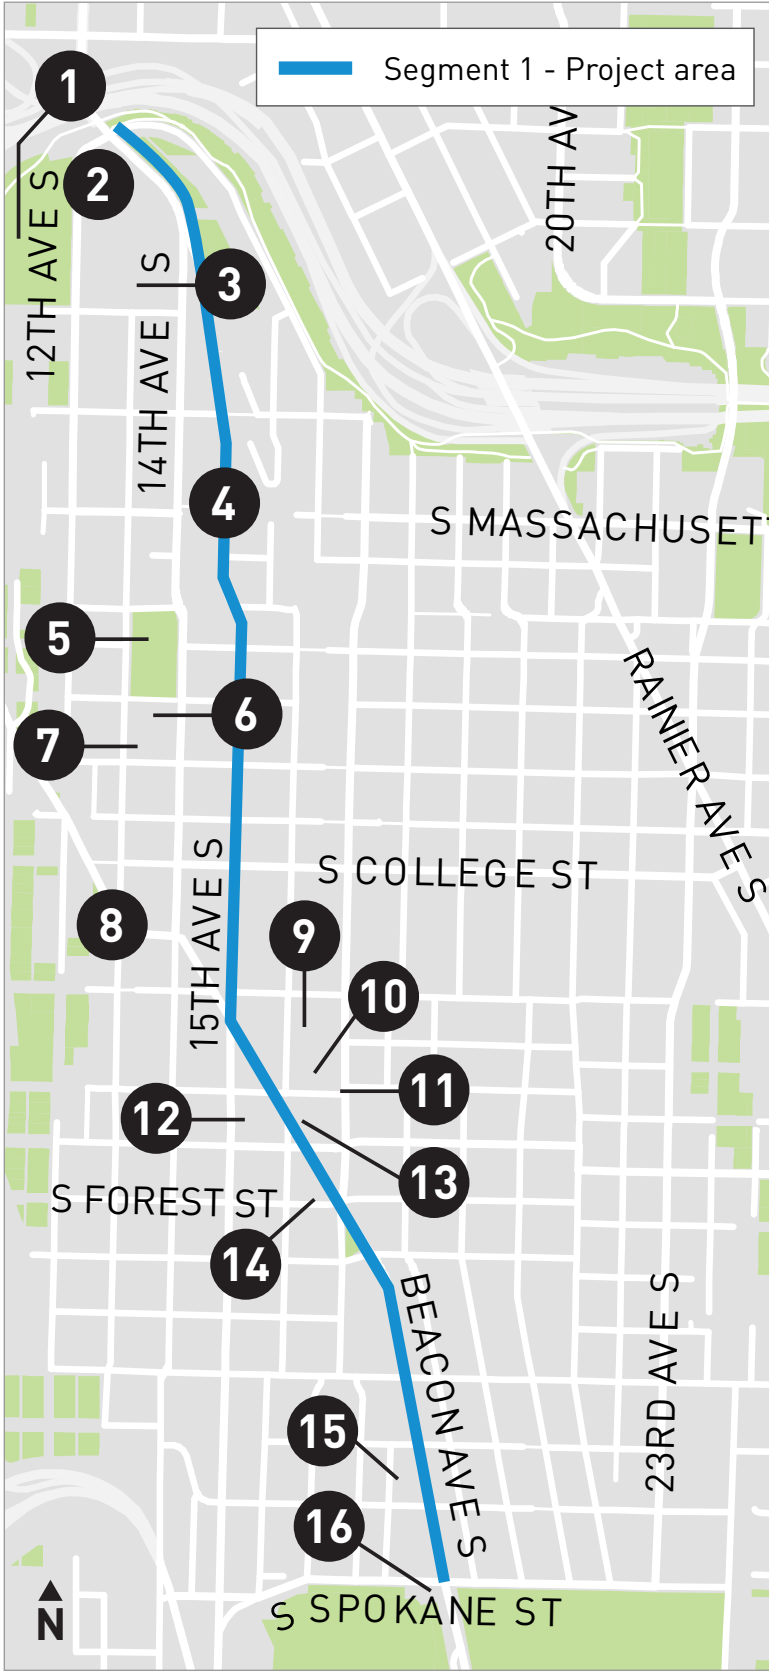 Segment 1 - Project area
1
20TH AV
2
12TH AVE S
14TH AVE S
3
4
S MASSACHUSET
5
RAINIER AVE S
6
7
15TH AVE S
S COLLEGE ST
8
9
10
11
12
13
S FOREST ST
14
BEACON AVE S
23RD AVE S
15
16
N
S SPOKANE ST